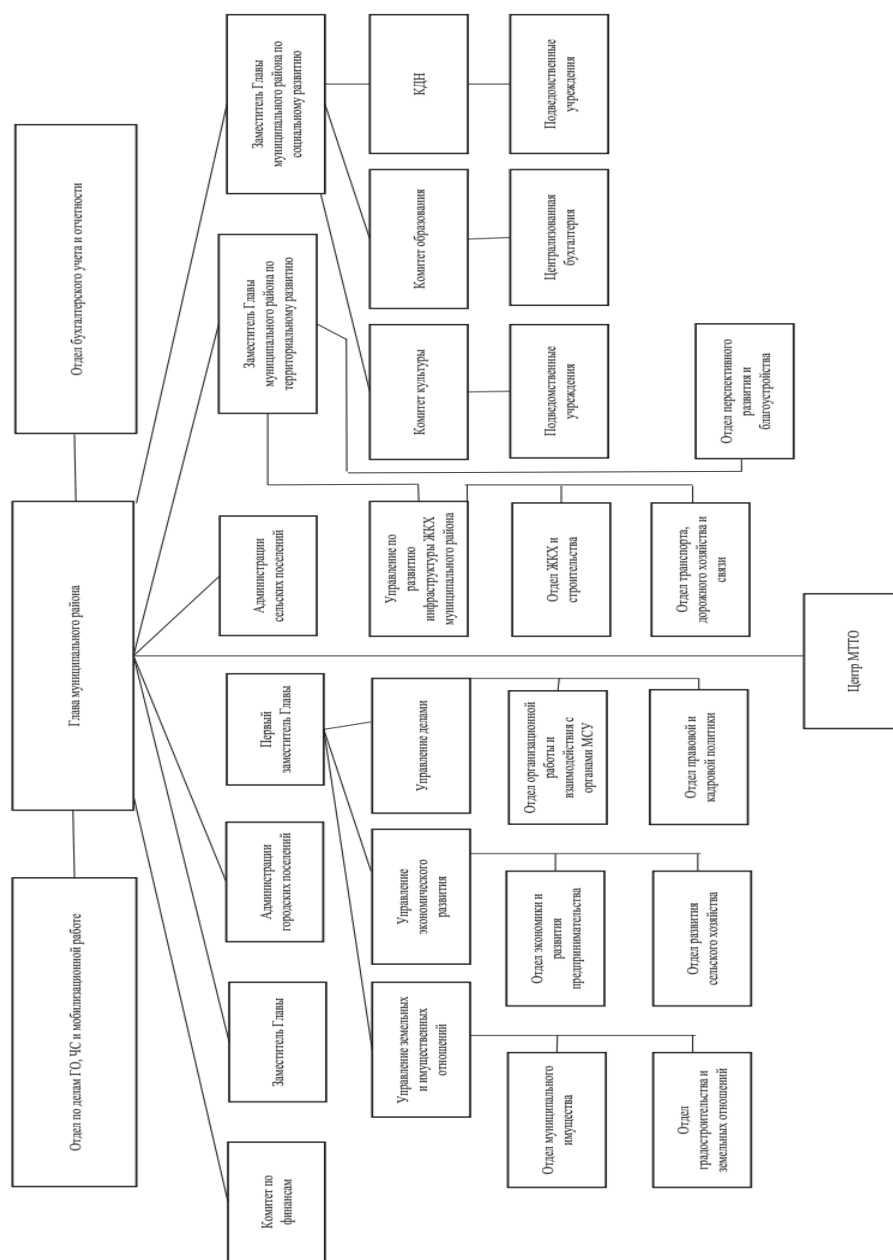 Отдел по делам ГО, ЧС и мобилизационной работе
Глава муниципального района
Отдел бухгалтерского учета и отчетности
Комитет по
финансам
Заместитель Главы
Администрации
городских поселений
Первый
заместитель Главы
Администрации
сельских поселений
Заместитель Главы
муниципального района по
территориальному развитию
Заместитель Главы
муниципального района по
социальному развитию
Управление земельных
и имущественных
отношений
Управление
экономического
развития
Управление делами
Управление по
развитию
инфраструктуры ЖКХ
муниципального района
Комитет культуры
Комитет образования
КДН
Отдел муниципального
имущества
Отдел экономики и
развития
предпринимательства
Отдел организационной
работы и
взаимодействия с
органами МСУ
Отдел ЖКХ и
строительства
Подведомственные
учреждения
Централизованная
бухгалтерия
Подведомственные
учреждения
Отдел
градостроительства и
земельных отношений
Отдел развития
сельского хозяйства
Отдел правовой и
кадровой политики
Отдел транспорта,
дорожного хозяйства и
связи
Отдел перспективного
развития и
благоустройства
Центр МТТО